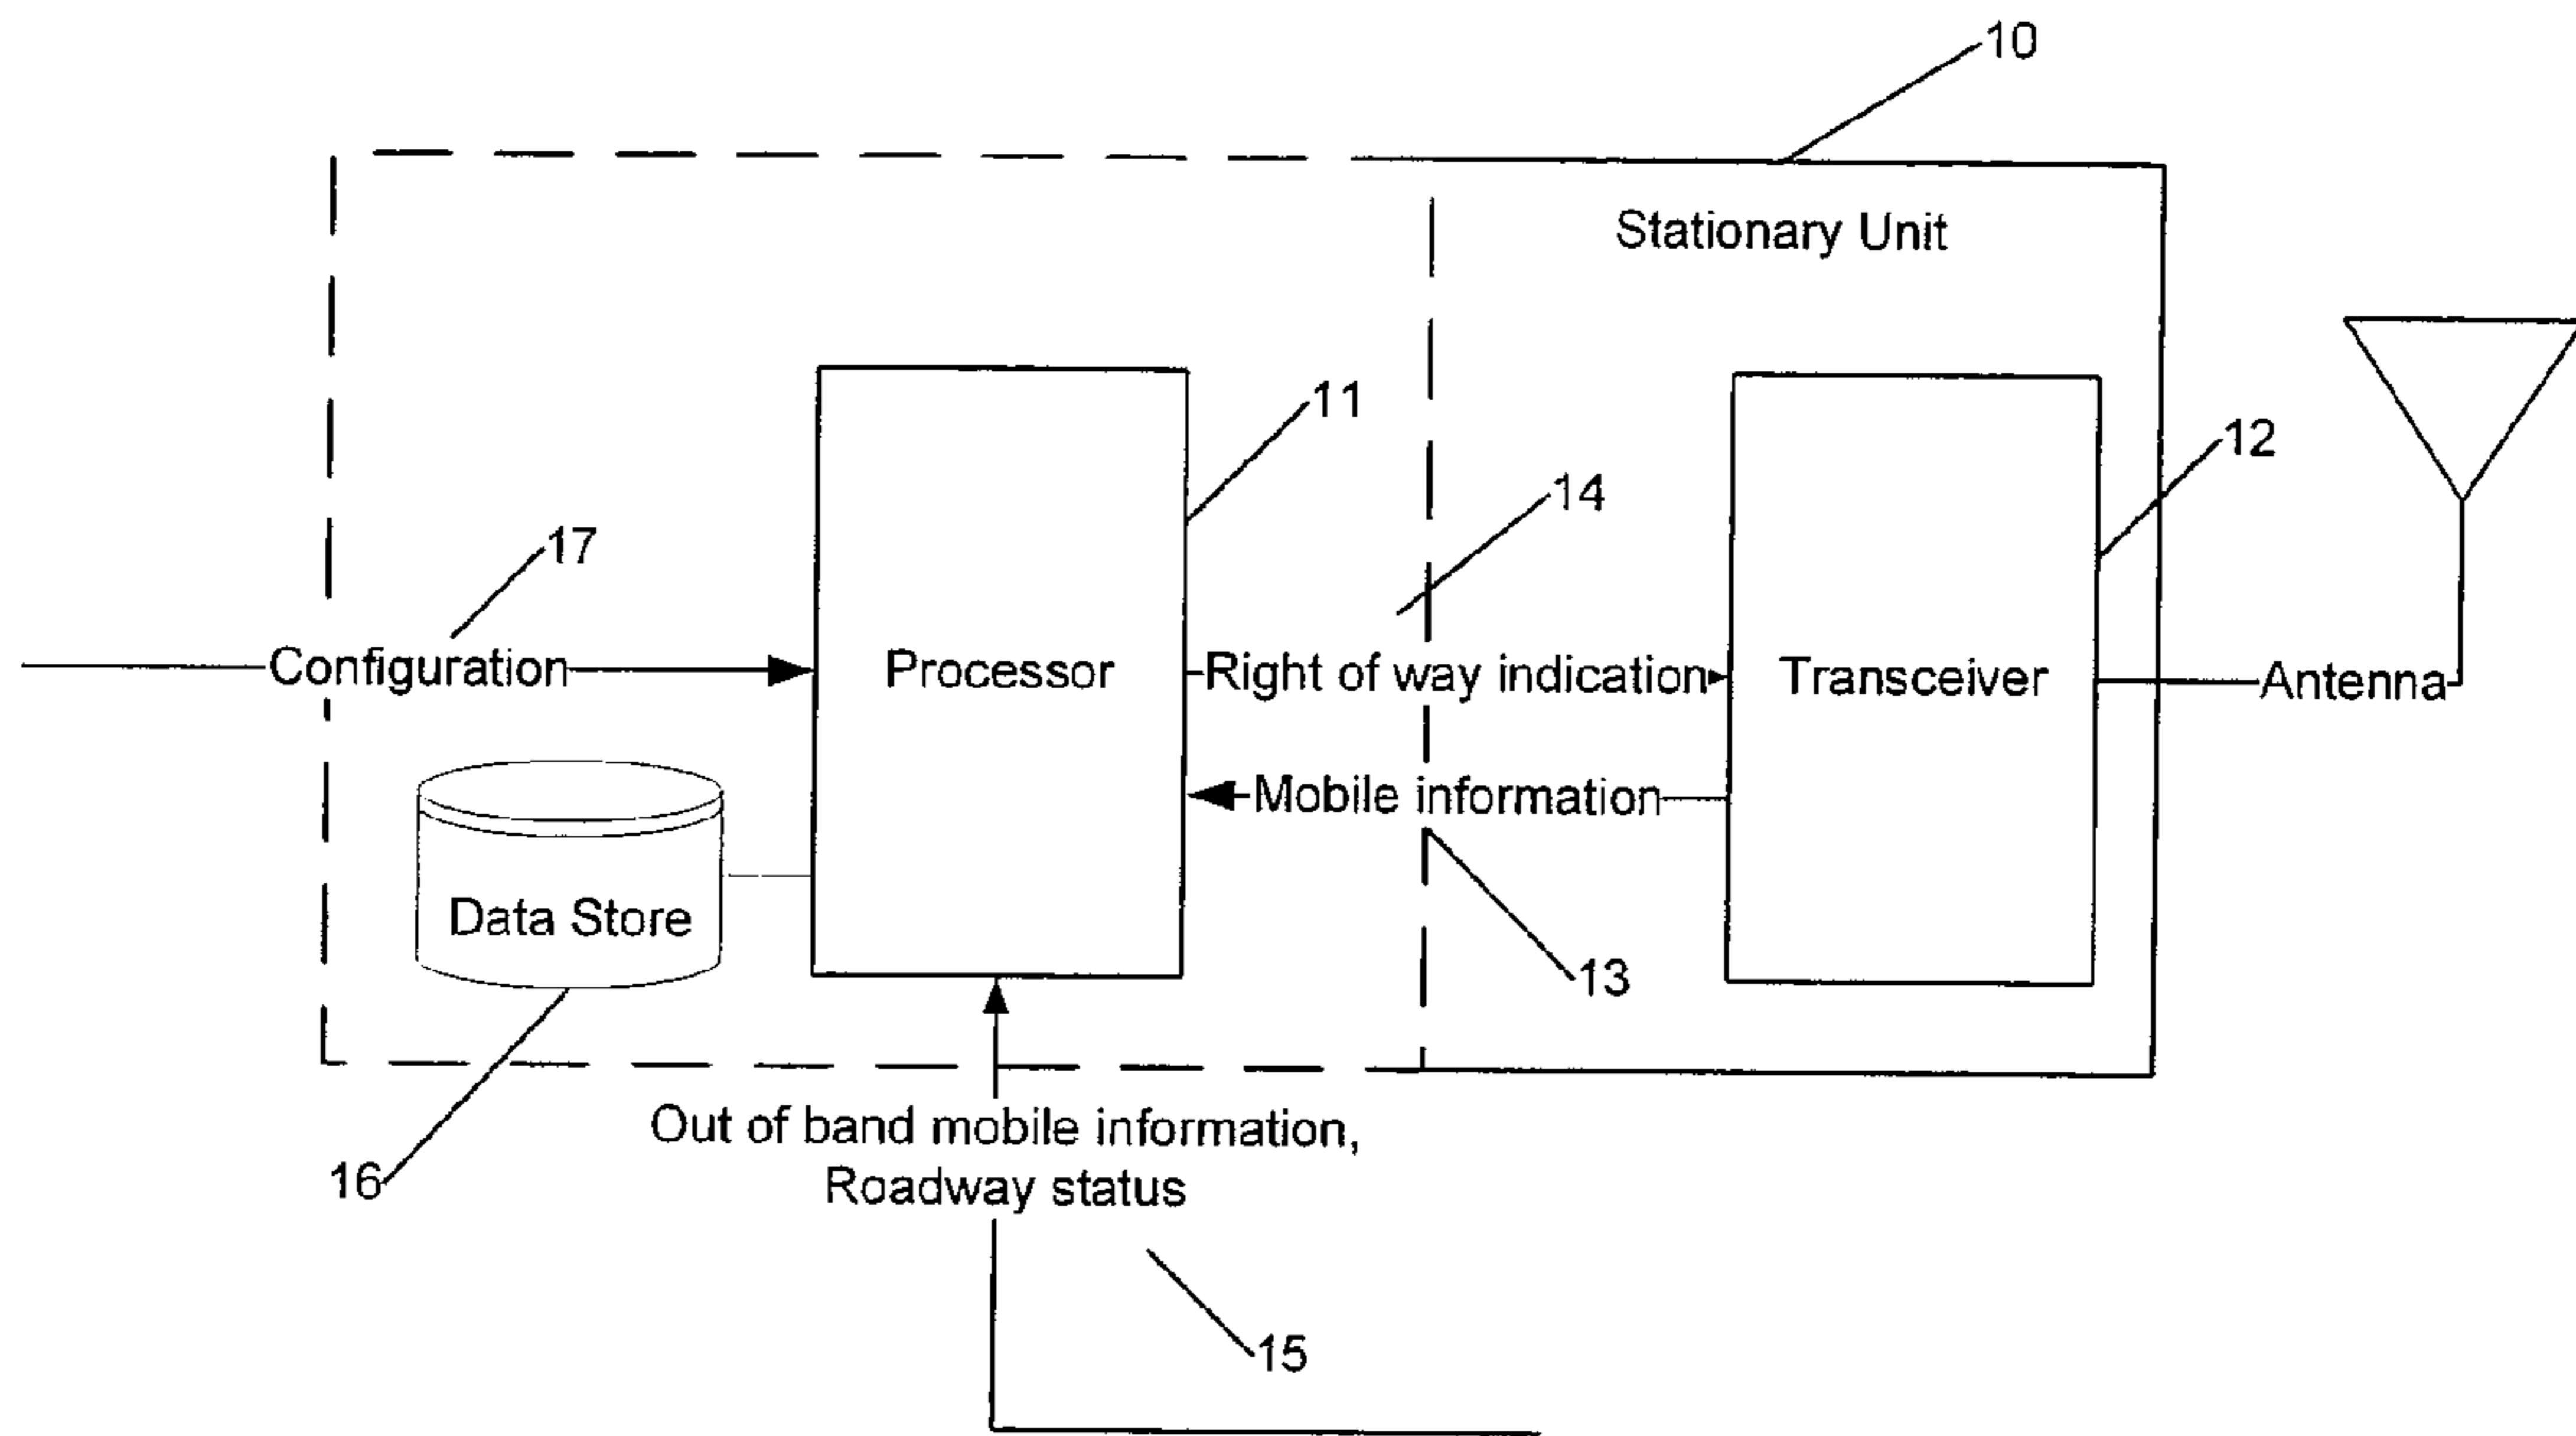 10
Stationary Unit
11
12
14
17
Configuration
Processor
Right of way indication
Transceiver
Antenna
Mobile information
Data Store
13
Out of band mobile information,
Roadway status
16
15